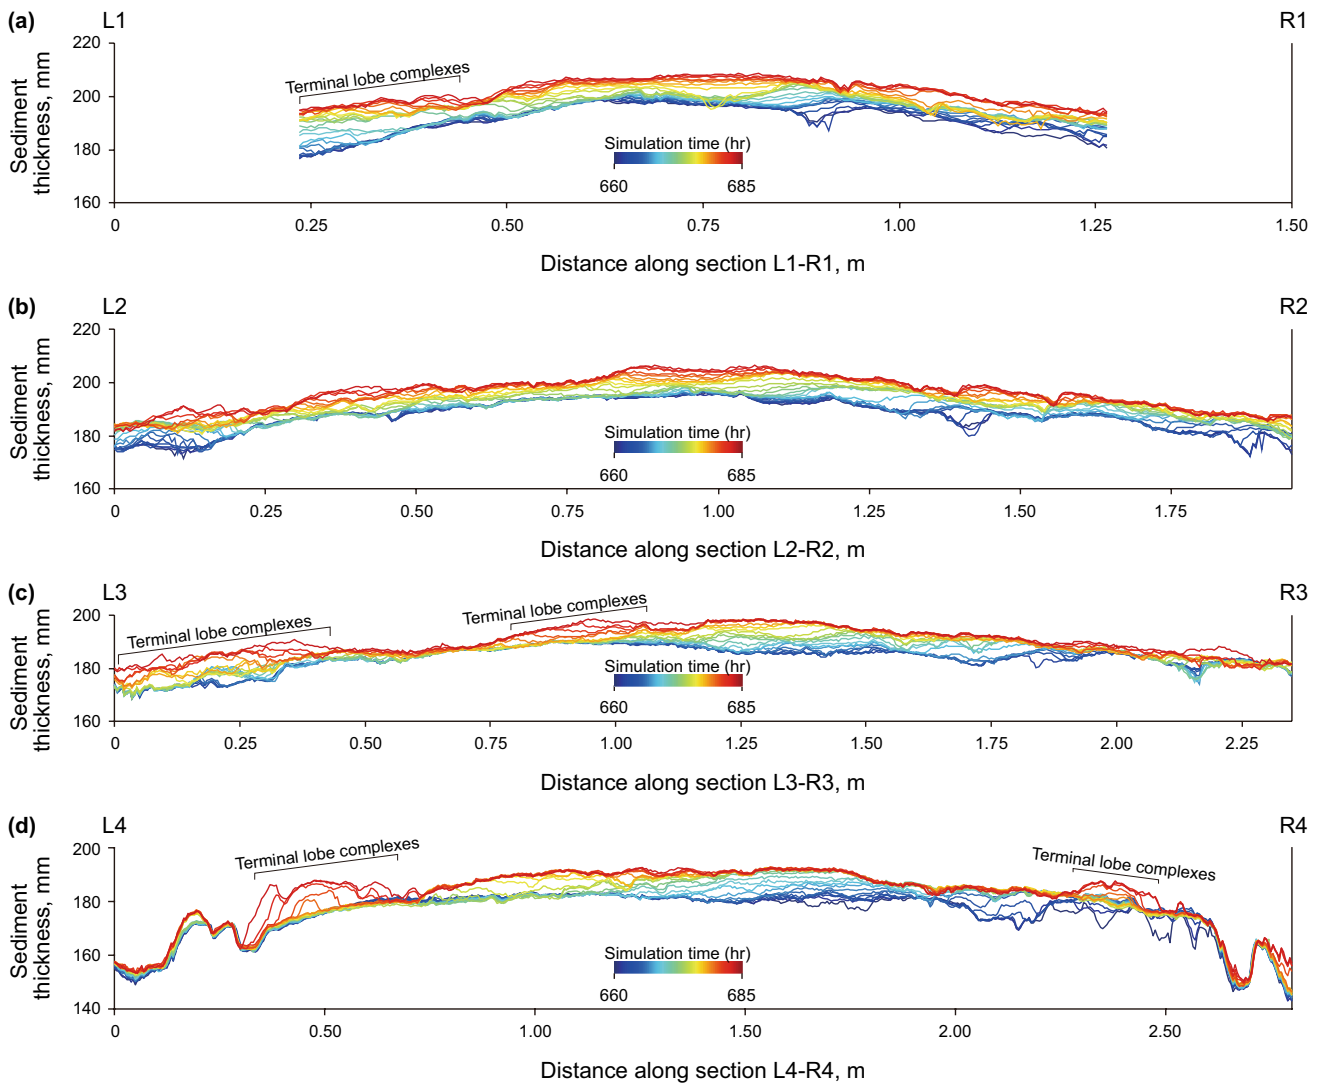 (a)
L1
R1
220
200
180
160
Sediment
thickness, mm
Terminal lobe complexes
Simulation time (hr)
660
685
0
0.25
0.50
0.75
1.00
1.25
1.50
Distance along section L1-R1, m
(b)
L2
R2
220
200
180
160
Sediment
thickness, mm
Simulation time (hr)
660
685
0
0.25
0.50
0.75
1.00
1.25
1.50
1.75
Distance along section L2-R2, m
(c)
L3
R3
200
180
160
Sediment
thickness, mm
Terminal lobe complexes
Terminal lobe complexes
Simulation time (hr)
660
685
0
0.25
0.50
0.75
1.00
1.25
1.50
1.75
2.00
2.25
Distance along section L3-R3, m
(d)
L4
R4
200
180
160
140
Sediment
thickness, mm
Terminal lobe complexes
Terminal lobe complexes
Simulation time (hr)
660
685
0
0.50
1.00
1.50
2.00
2.50
Distance along section L4-R4, m